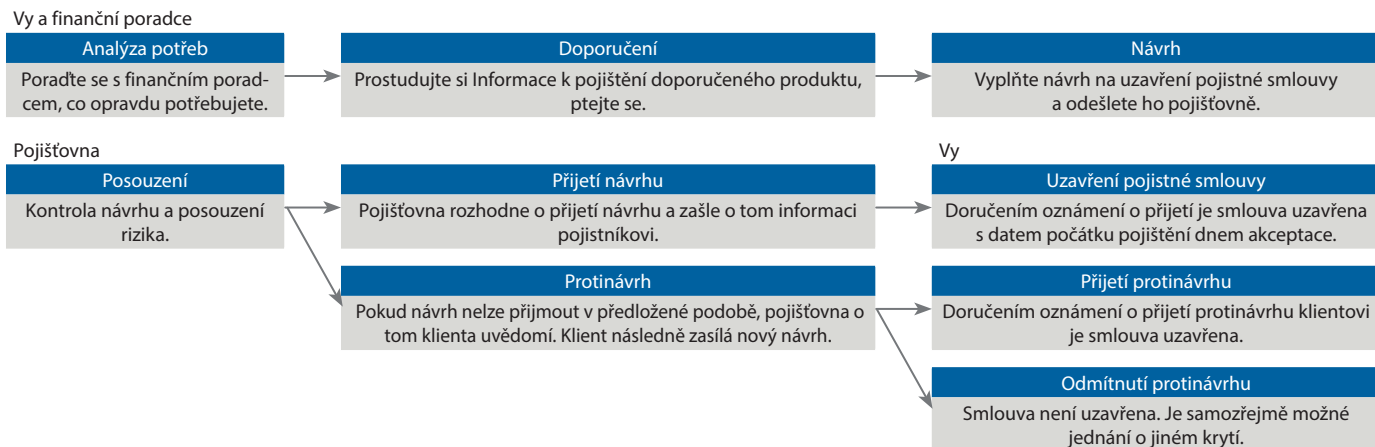 Vy a finanční poradce
Analýza potřeb
Poraďte se s finančním porad-
cem, co opravdu potřebujete.
Doporučení
Prostudujte si Informace k pojištění doporučeného produktu,
ptejte se.
Návrh
Vyplňte návrh na uzavření pojistné smlouvy
a odešlete ho pojišťovně.
Pojišťovna
Posouzení
Kontrola návrhu a posouzení
rizika.
Přijetí návrhu
Pojišťovna rozhodne o přijetí návrhu a zašle o tom informaci
pojistníkovi.
Vy
Uzavření pojistné smlouvy
Doručením oznámení o přijetí je smlouva uzavřena
s datem počátku pojištění dnem akceptace.
Protinávrh
Pokud návrh nelze přijmout v předložené podobě, pojišťovna o
tom klienta uvědomí. Klient následně zasílá nový návrh.
Přijetí protinávrhu
Doručením oznámení o přijetí protinávrhu klientovi
je smlouva uzavřena.
Odmítnutí protinávrhu
Smlouva není uzavřena. Je samozřejmě možné
jednání o jiném krytí.